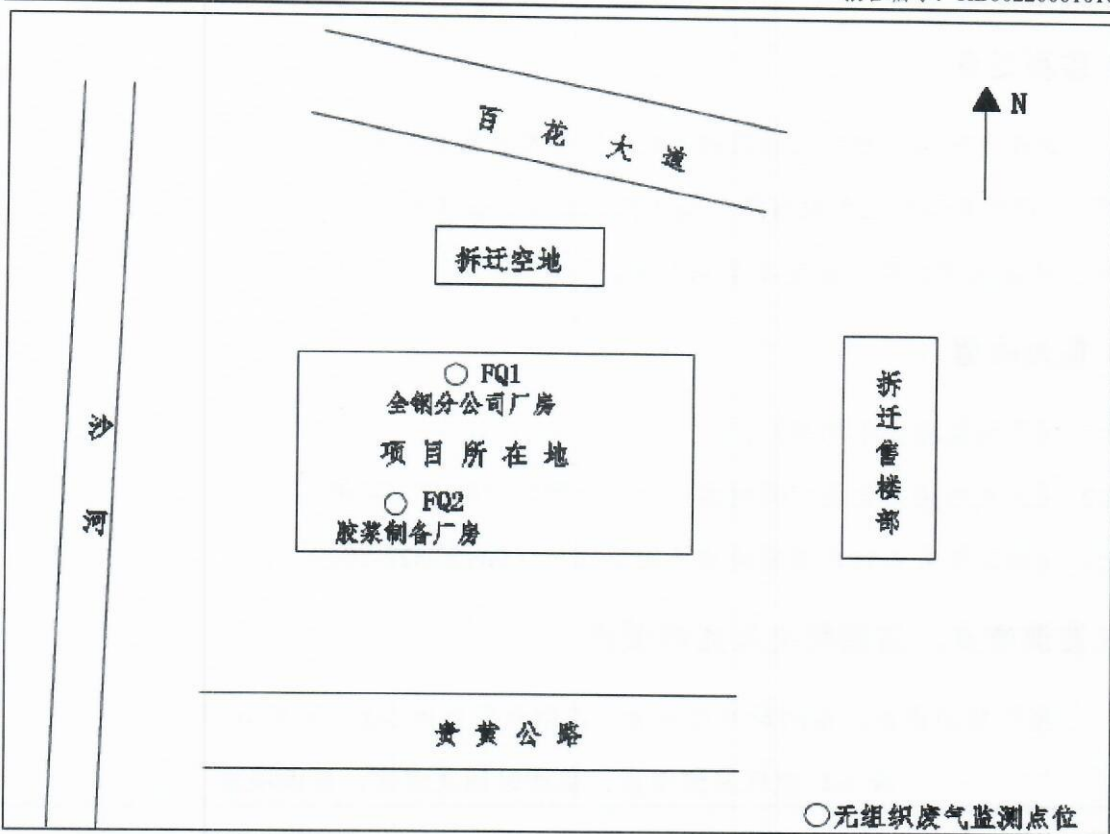 百花大道
N
拆迁空地
FQ1
全钢分公司厂房
项目所在地
FQ2
胶浆制备厂房
拆迁售楼部
河
贵黄公路
○无组织废气监测点位